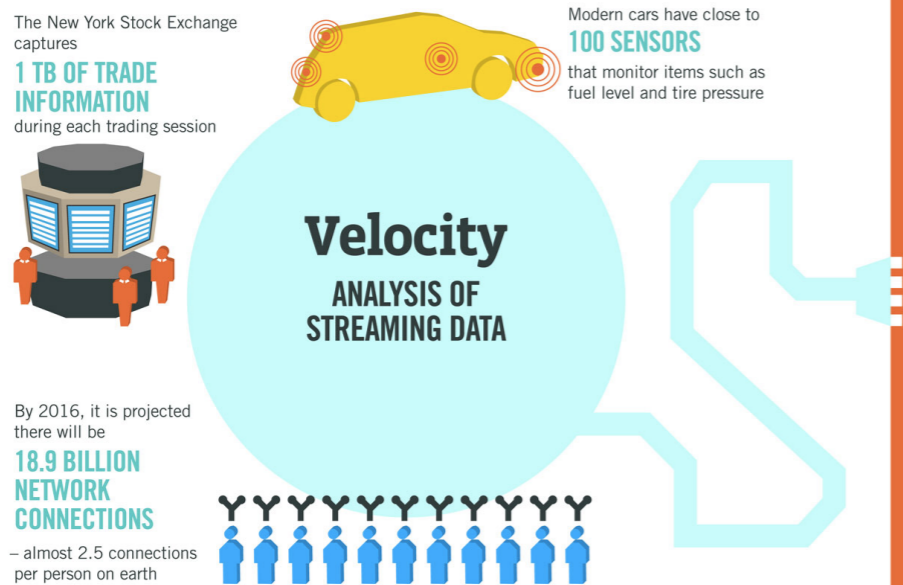 The New York Stock Exchange
captures
1 TB OF TRADE
INFORMATION
during each trading session
Modern cars have close to
100 SENSORS
that monitor items such as
fuel level and tire pressure
Velocity
ANALYSIS OF
STREAMING DATA
By 2016, it is projected
there will be
18.9 BILLION
NETWORK
CONNECTIONS
– almost 2.5 connections
per person on earth